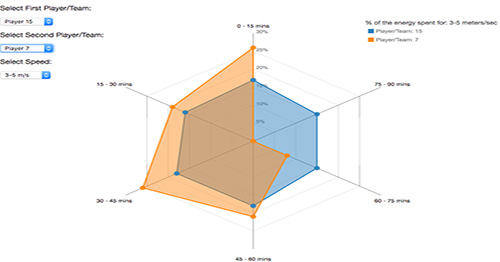 Select First Player/Team:
Player 15
Select Second Player/Team:
Player 7
Select Speed:
3-5 m/s
0 - 15 mins
30%
25%
20%
15%
10%
5%
% of the energy spent for: 3-5 meters/sec
Player/Team: 15
Player/Team: 7
15 - 30 mins
75 - 90 mins
30 - 45 mins
60 - 75 mins
45 - 60 mins